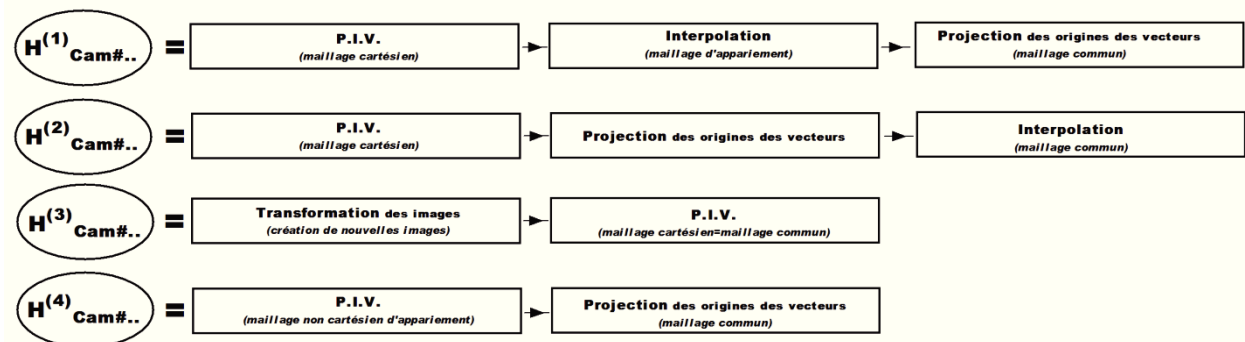 H(1)Cam#.. = P.I.V. Interpolation Projection des origines des vecteurs
(maillage cartésien) (maillage d'appariement) (maillage commun)
H(2)Cam#.. = P.I.V. Projection des origines des vecteurs Interpolation
(maillage cartésien) (maillage commun)
H(3)Cam#.. = Transformation des images P.I.V.
(création de nouvelles images) (maillage cartésien=maillage commun)
H(4)Cam#.. = P.I.V. Projection des origines des vecteurs
(maillage non cartésien d'appariement) (maillage commun)